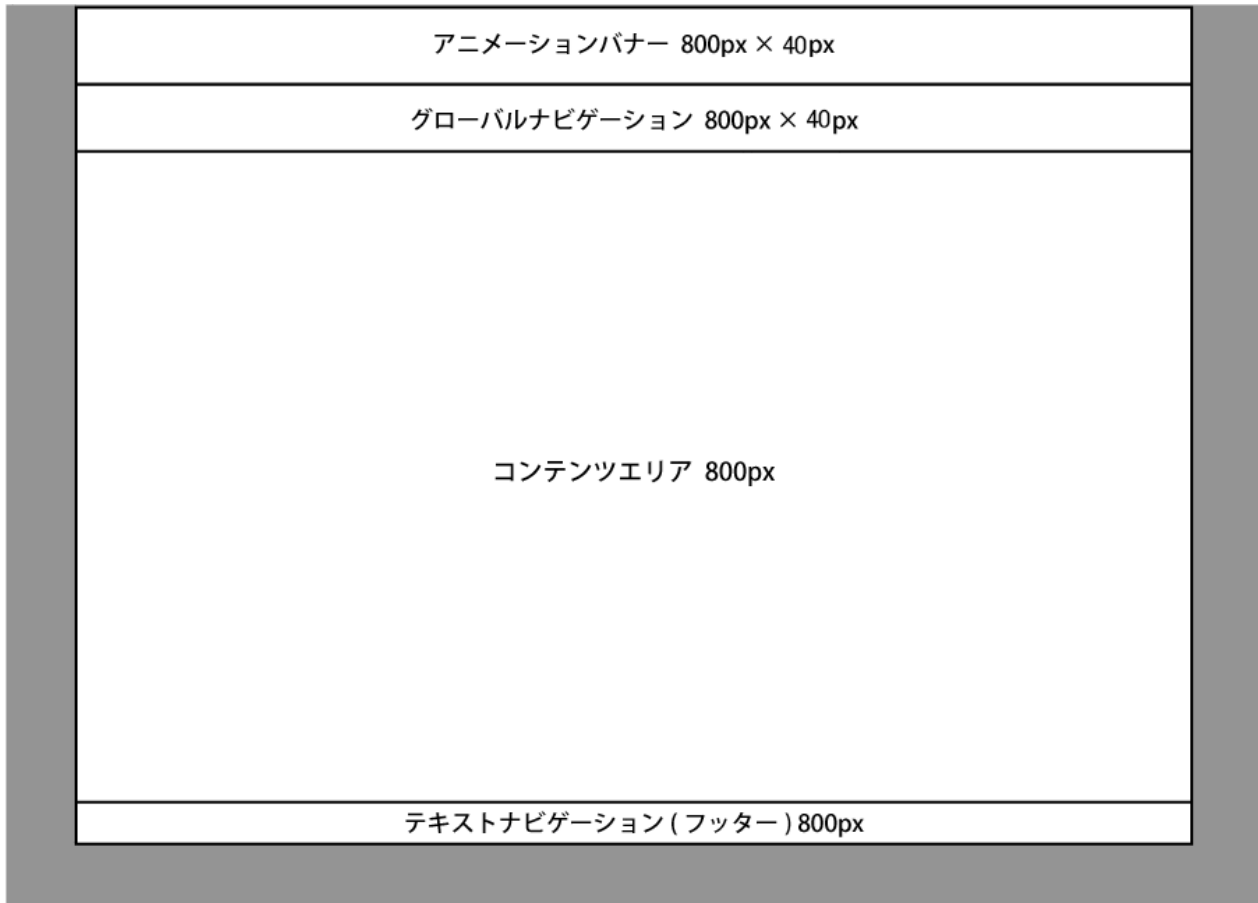 アニメーションバナー 800px × 40px
グローバルナビゲーション 800px × 40px
コンテンツエリア 800px
テキストナビゲーション ( フッター ) 800px